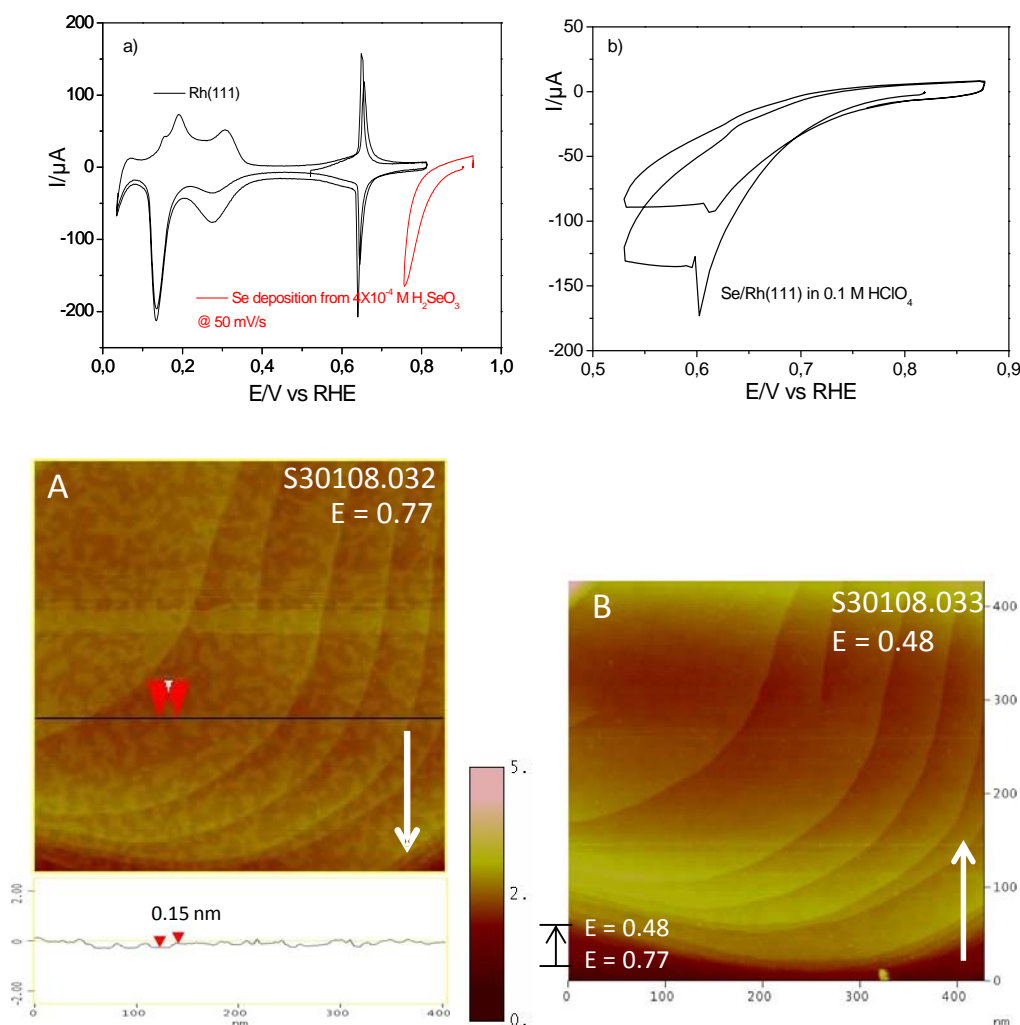 a)
Rh(111)
Se deposition from 4X10⁻⁴ M H₂SeO₃
@ 50 mV/s
I/µA
200
100
0
-100
-200
0,0 0,2 0,4 0,6 0,8 1,0
E/V vs RHE
b)
Se/Rh(111) in 0.1 M HClO₄
I/µA
50
0
-50
-100
-150
-200
0,5 0,6 0,7 0,8 0,9
E/V vs RHE
A
S30108.032
E = 0.77
0.15 nm
2.00
0
-2.00
0 200 400
nm
5.
2.
0.
B
S30108.033
E = 0.48
E = 0.48
E = 0.77
400
300
200
100
0
0 100 200 300 400
nm